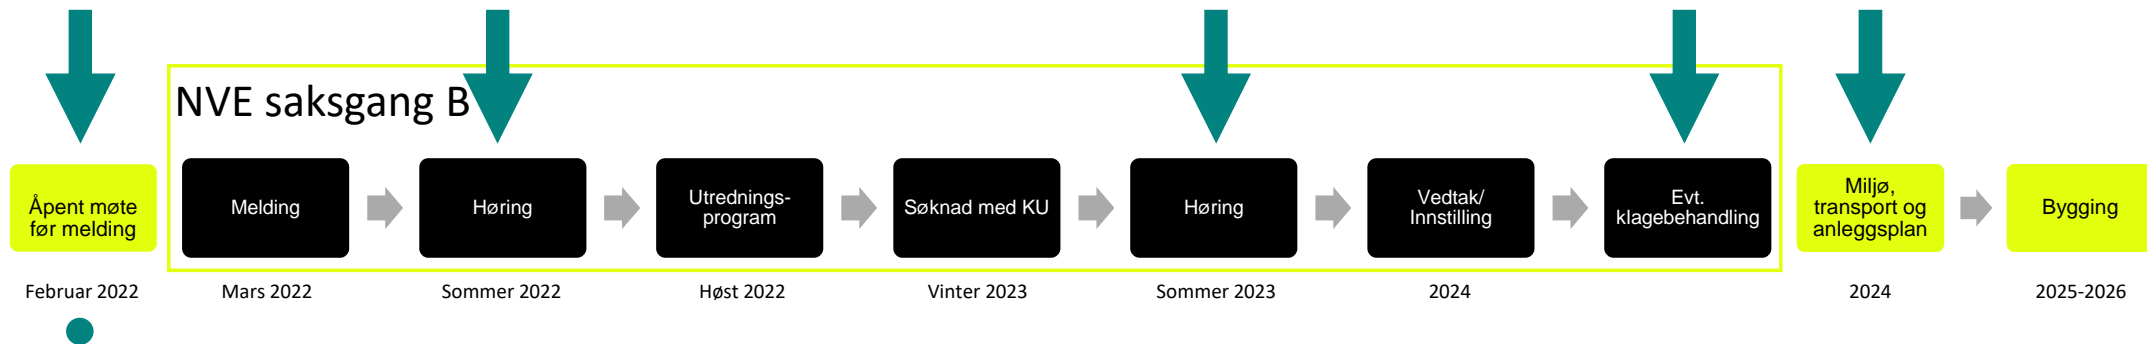 NVE saksgang B
Åpent møte
før melding
Melding
Høring
Utrednings-
program
Søknad med KU
Høring
Vedtak/
Innstilling
Evt.
klagebehandling
Miljø,
transport og
anleggsplan
Bygging
Februar 2022
Mars 2022
Sommer 2022
Høst 2022
Vinter 2023
Sommer 2023
2024
2024
2025-2026